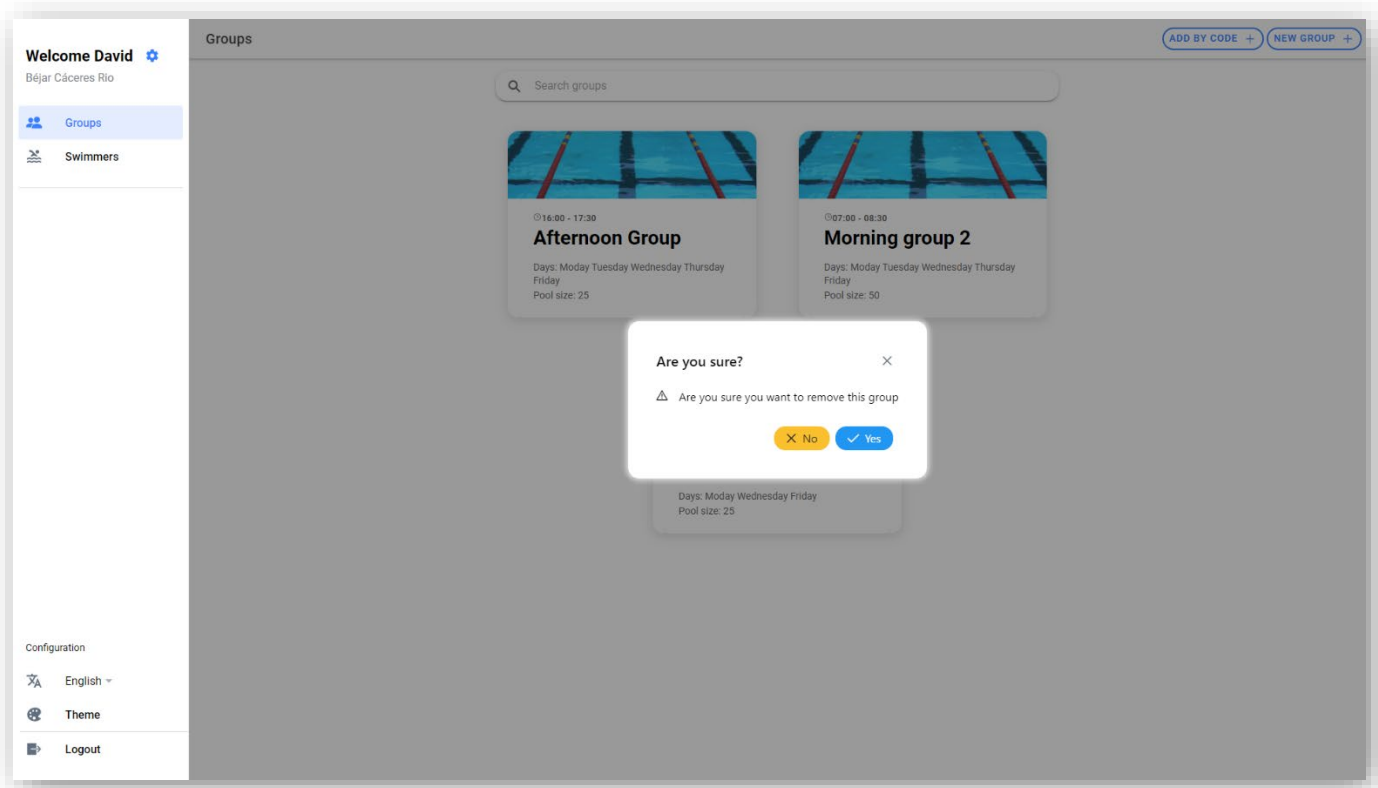 Welcome David
Béjar Cáceres Rio
Groups
Swimmers
Configuration
English
Theme
Logout
Groups
ADD BY CODE +
NEW GROUP +
Search groups
16:00 - 17:30
Afternoon Group
Days: Moday Tuesday Wednesday Thursday
Friday
Pool size: 25
07:00 - 08:30
Morning group 2
Days: Moday Tuesday Wednesday Thursday
Friday
Pool size: 50
Are you sure?
Are you sure you want to remove this group
No
Yes
Days: Moday Wednesday Friday
Pool size: 25